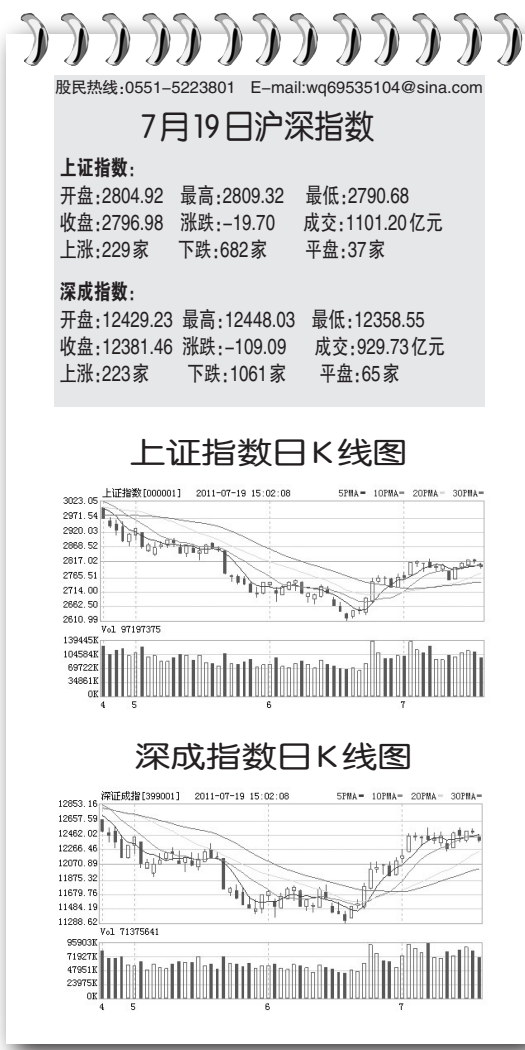 股民热线:0551-5223801 E-mail:wq69535104@sina.com
7月19日沪深指数
上证指数:
开盘:2804.92 最高:2809.32 最低:2790.68
收盘:2796.98 涨跌:-19.70 成交:1101.20亿元
上涨:229家 下跌:682家 平盘:37家
深成指数:
开盘:12429.23 最高:12448.03 最低:12358.55
收盘:12381.46 涨跌:-109.09 成交:929.73亿元
上涨:223家 下跌:1061家 平盘:65家
上证指数日K线图
上证指数[000001] 2011-07-19 15:02:08 5PMA= 10PMA= 20PMA= 30PMA=
3023.05
2971.54
2920.03
2868.52
2817.02
2765.51
2714.00
2662.50
2610.99
Vol 97197375
139445K
104584K
69722K
34861K
0K
4 5 6 7
深成指数日K线图
深证成指[399001] 2011-07-19 15:02:08 5PMA= 10PMA= 20PMA= 30PMA=
12853.16
12657.59
12462.02
12266.46
12070.89
11875.32
11679.76
11484.19
11288.62
Vol 71375641
95903K
71927K
47951K
23975K
0K
4 5 6 7